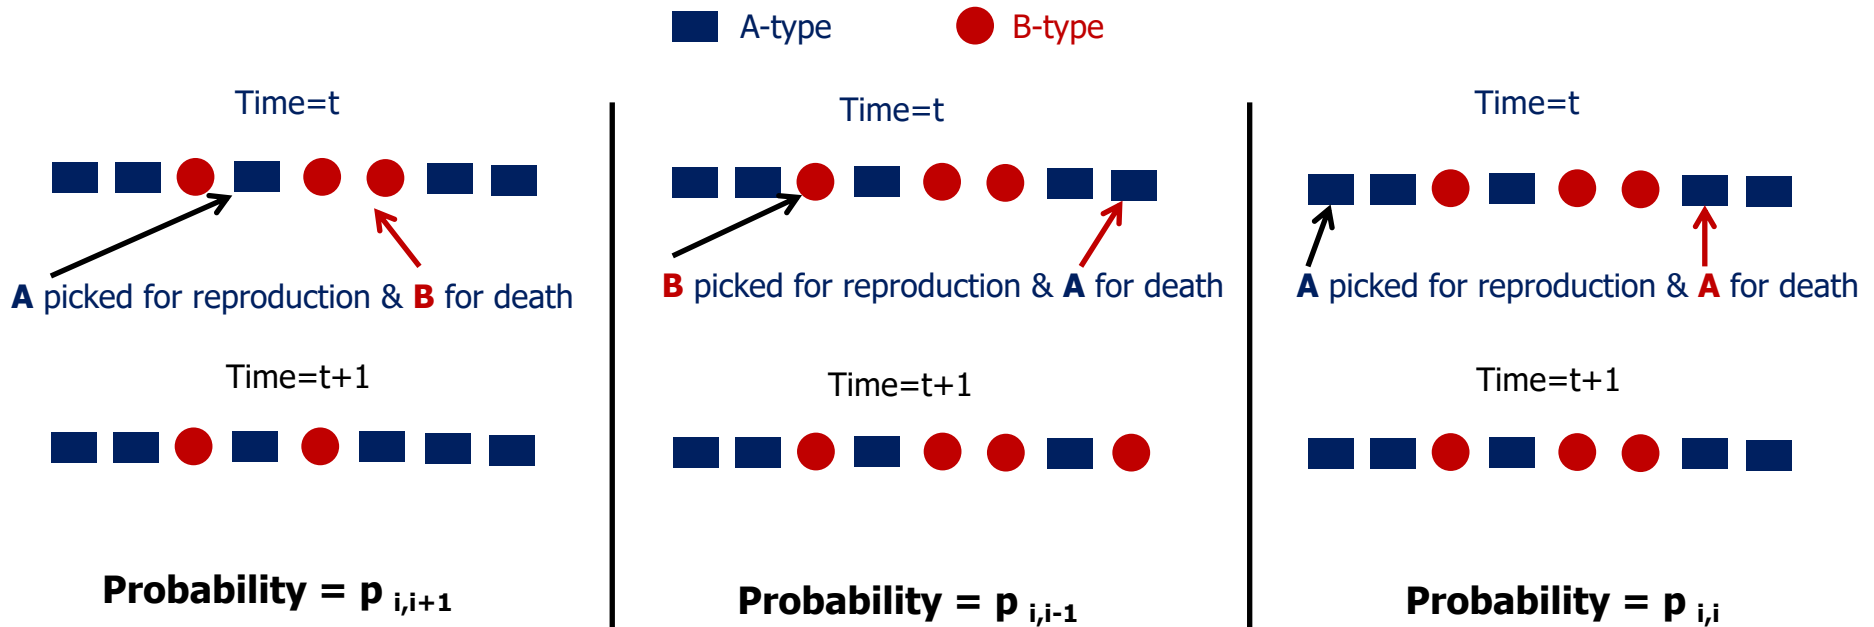 A-type
B-type
Time=t
A picked for reproduction & B for death
Time=t+1
Probability = p i,i+1
Time=t
B picked for reproduction & A for death
Time=t+1
Probability = p i,i-1
Time=t
A picked for reproduction & A for death
Time=t+1
Probability = p i,i